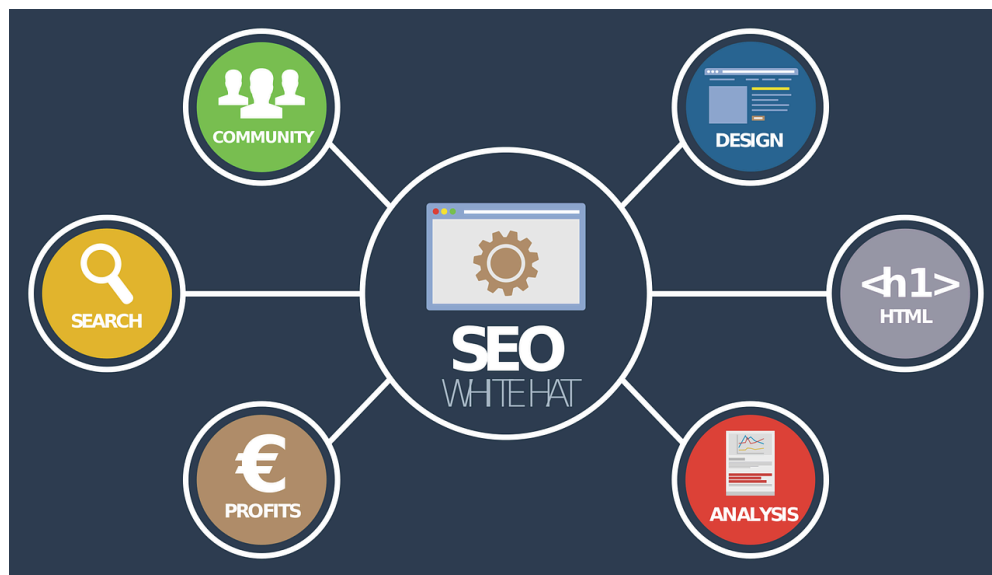 COMMUNITY
DESIGN
SEARCH
SEO
WHITE HAT
<h1>
HTML
€
PROFITS
ANALYSIS